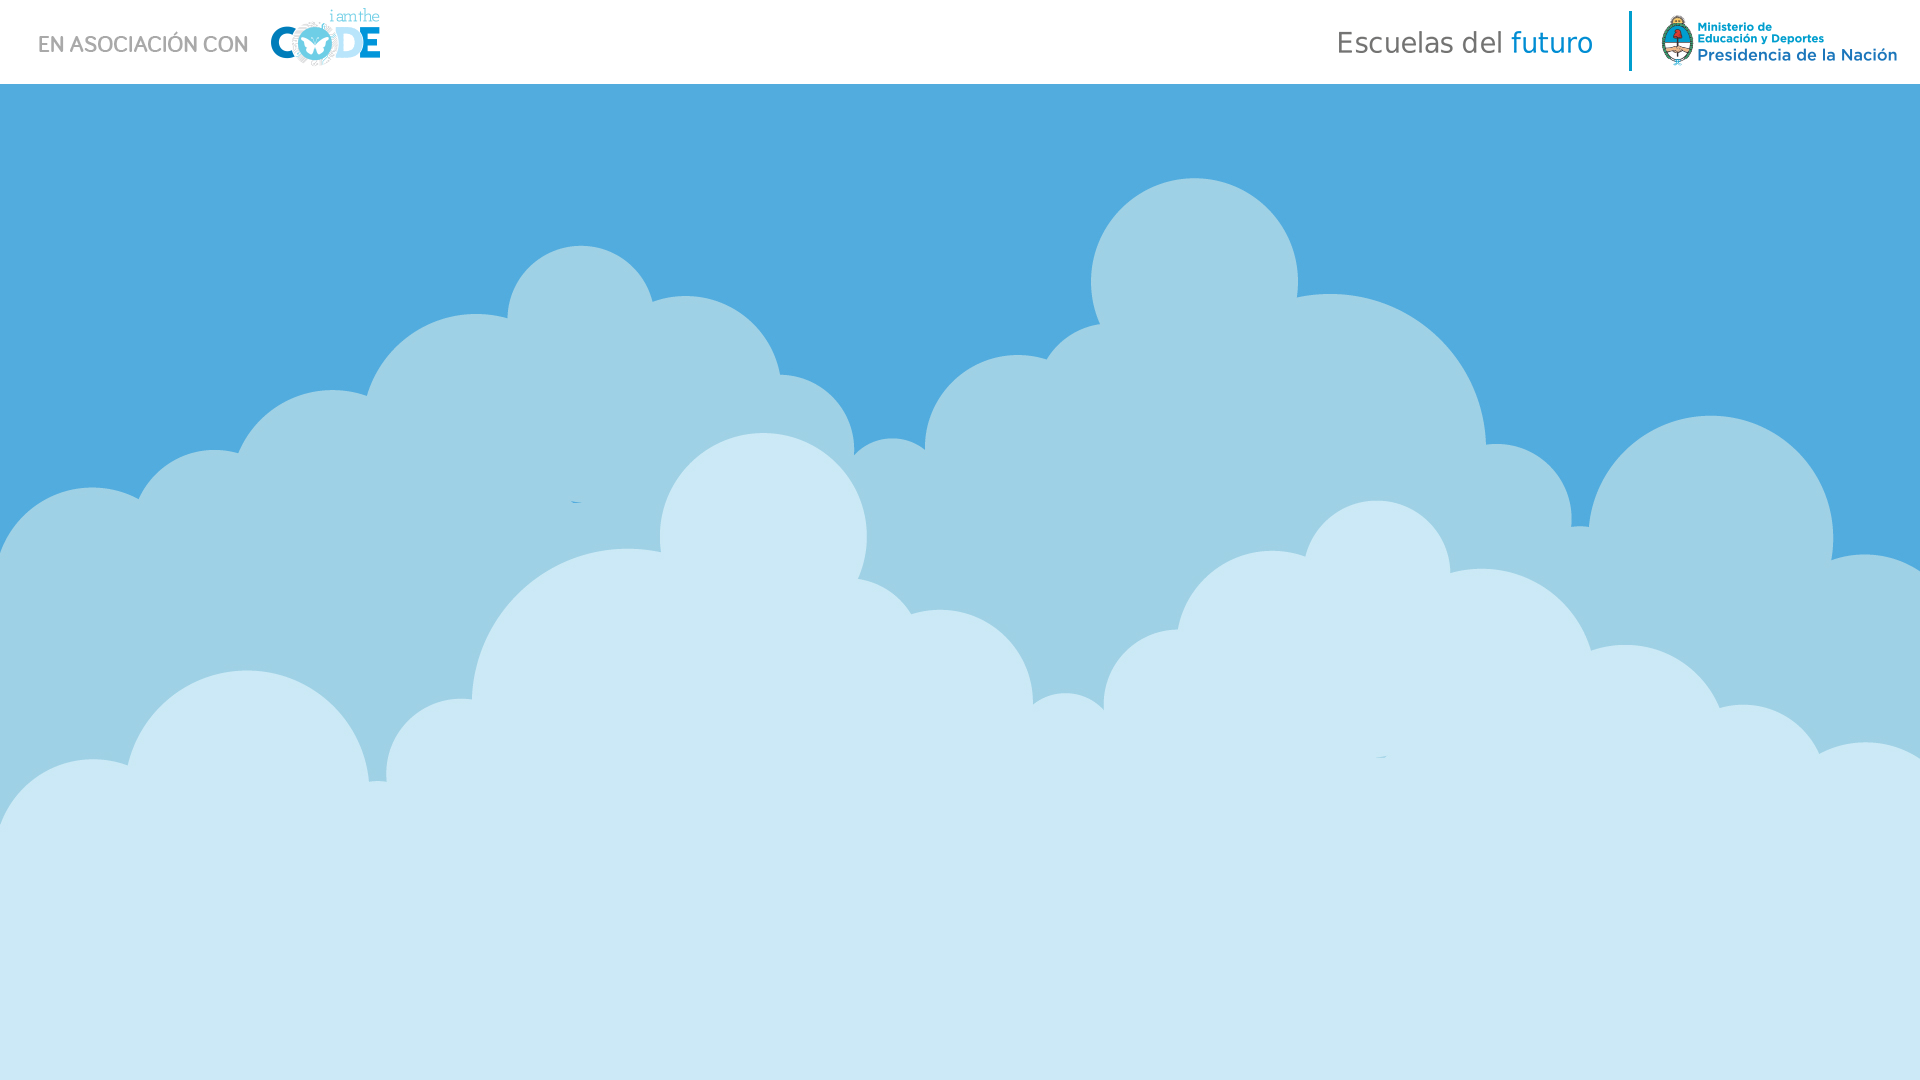 EN ASOCIACIÓN CON
i am the
CODE
Escuelas del futuro
Ministerio de
Educación y Deportes
Presidencia de la Nación